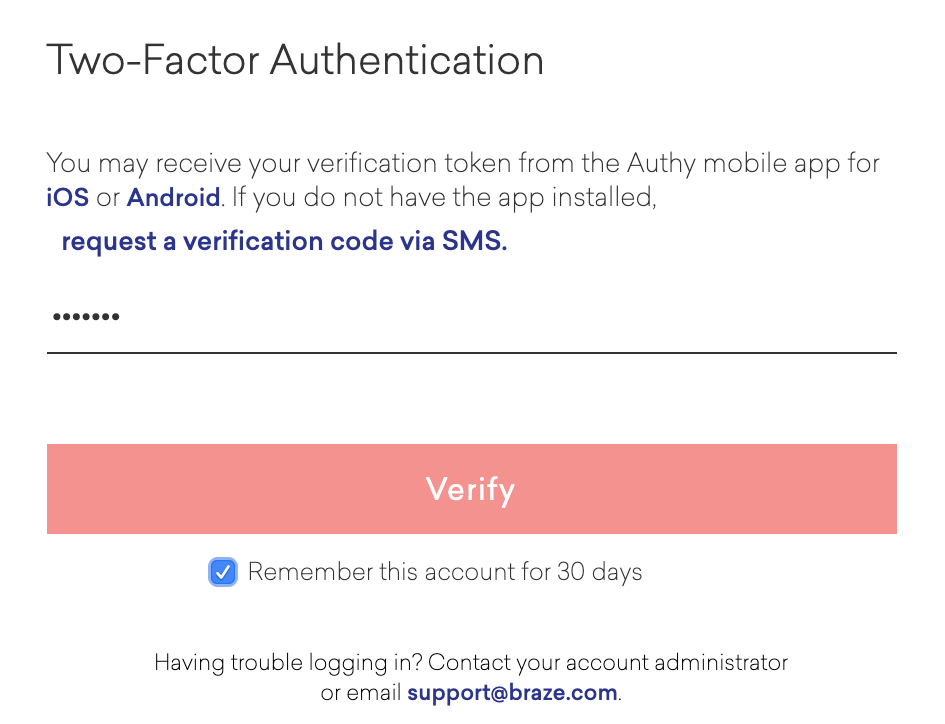 Two-Factor Authentication
You may receive your verification token from the Authy mobile app for
iOS or Android. If you do not have the app installed,
request a verification code via SMS.
•••••••
Verify
Remember this account for 30 days
Having trouble logging in? Contact your account administrator
or email support@braze.com.